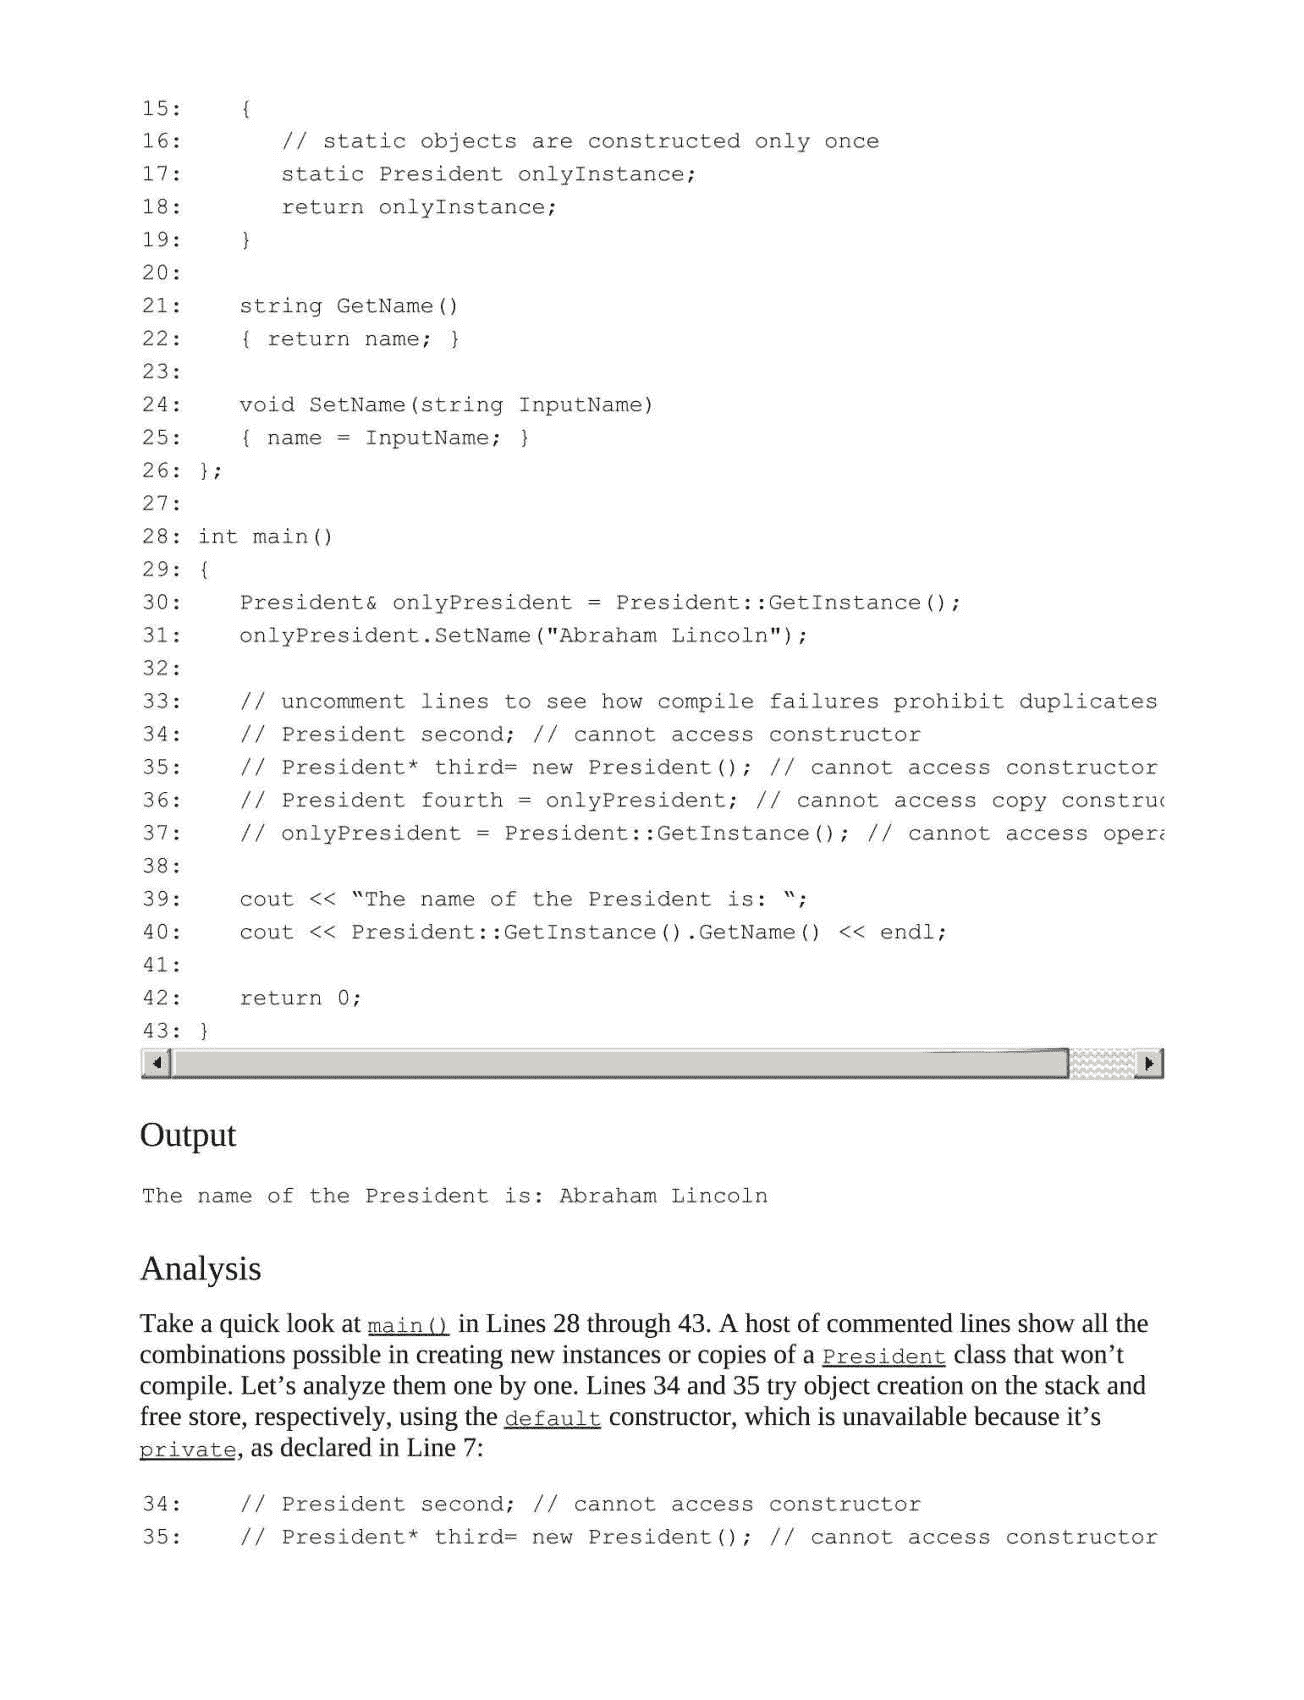 15:    {
16:       // static objects are constructed only once
17:       static President onlyInstance;
18:       return onlyInstance;
19:    }
20:
21:    string GetName()
22:    { return name; }
23:
24:    void SetName(string InputName)
25:    { name = InputName; }
26: };
27:
28: int main()
29: {
30:    President& onlyPresident = President::GetInstance();
31:    onlyPresident.SetName("Abraham Lincoln");
32:
33:    // uncomment lines to see how compile failures prohibit duplicates
34:    // President second; // cannot access constructor
35:    // President* third= new President(); // cannot access constructor
36:    // President fourth = onlyPresident; // cannot access copy construc
37:    // onlyPresident = President::GetInstance(); // cannot access opera
38:
39:    cout << “The name of the President is: “;
40:    cout << President::GetInstance().GetName() << endl;
41:
42:    return 0;
43: }
Output
The name of the President is: Abraham Lincoln
Analysis
Take a quick look at main() in Lines 28 through 43. A host of commented lines show all the
combinations possible in creating new instances or copies of a President class that won’t
compile. Let’s analyze them one by one. Lines 34 and 35 try object creation on the stack and
free store, respectively, using the default constructor, which is unavailable because it’s
private, as declared in Line 7:
34:    // President second; // cannot access constructor
35:    // President* third= new President(); // cannot access constructor